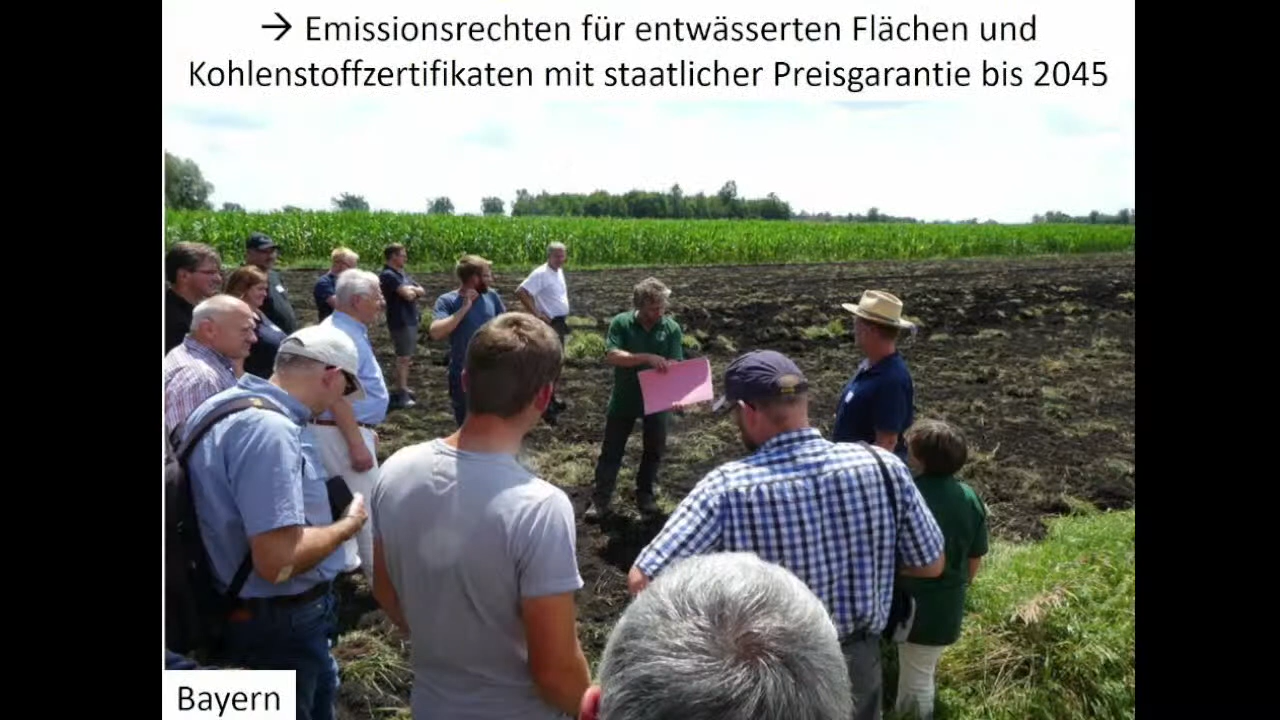 → Emissionsrechten für entwässerten Flächen und
Kohlenstoffzertifikaten mit staatlicher Preisgarantie bis 2045
Bayern